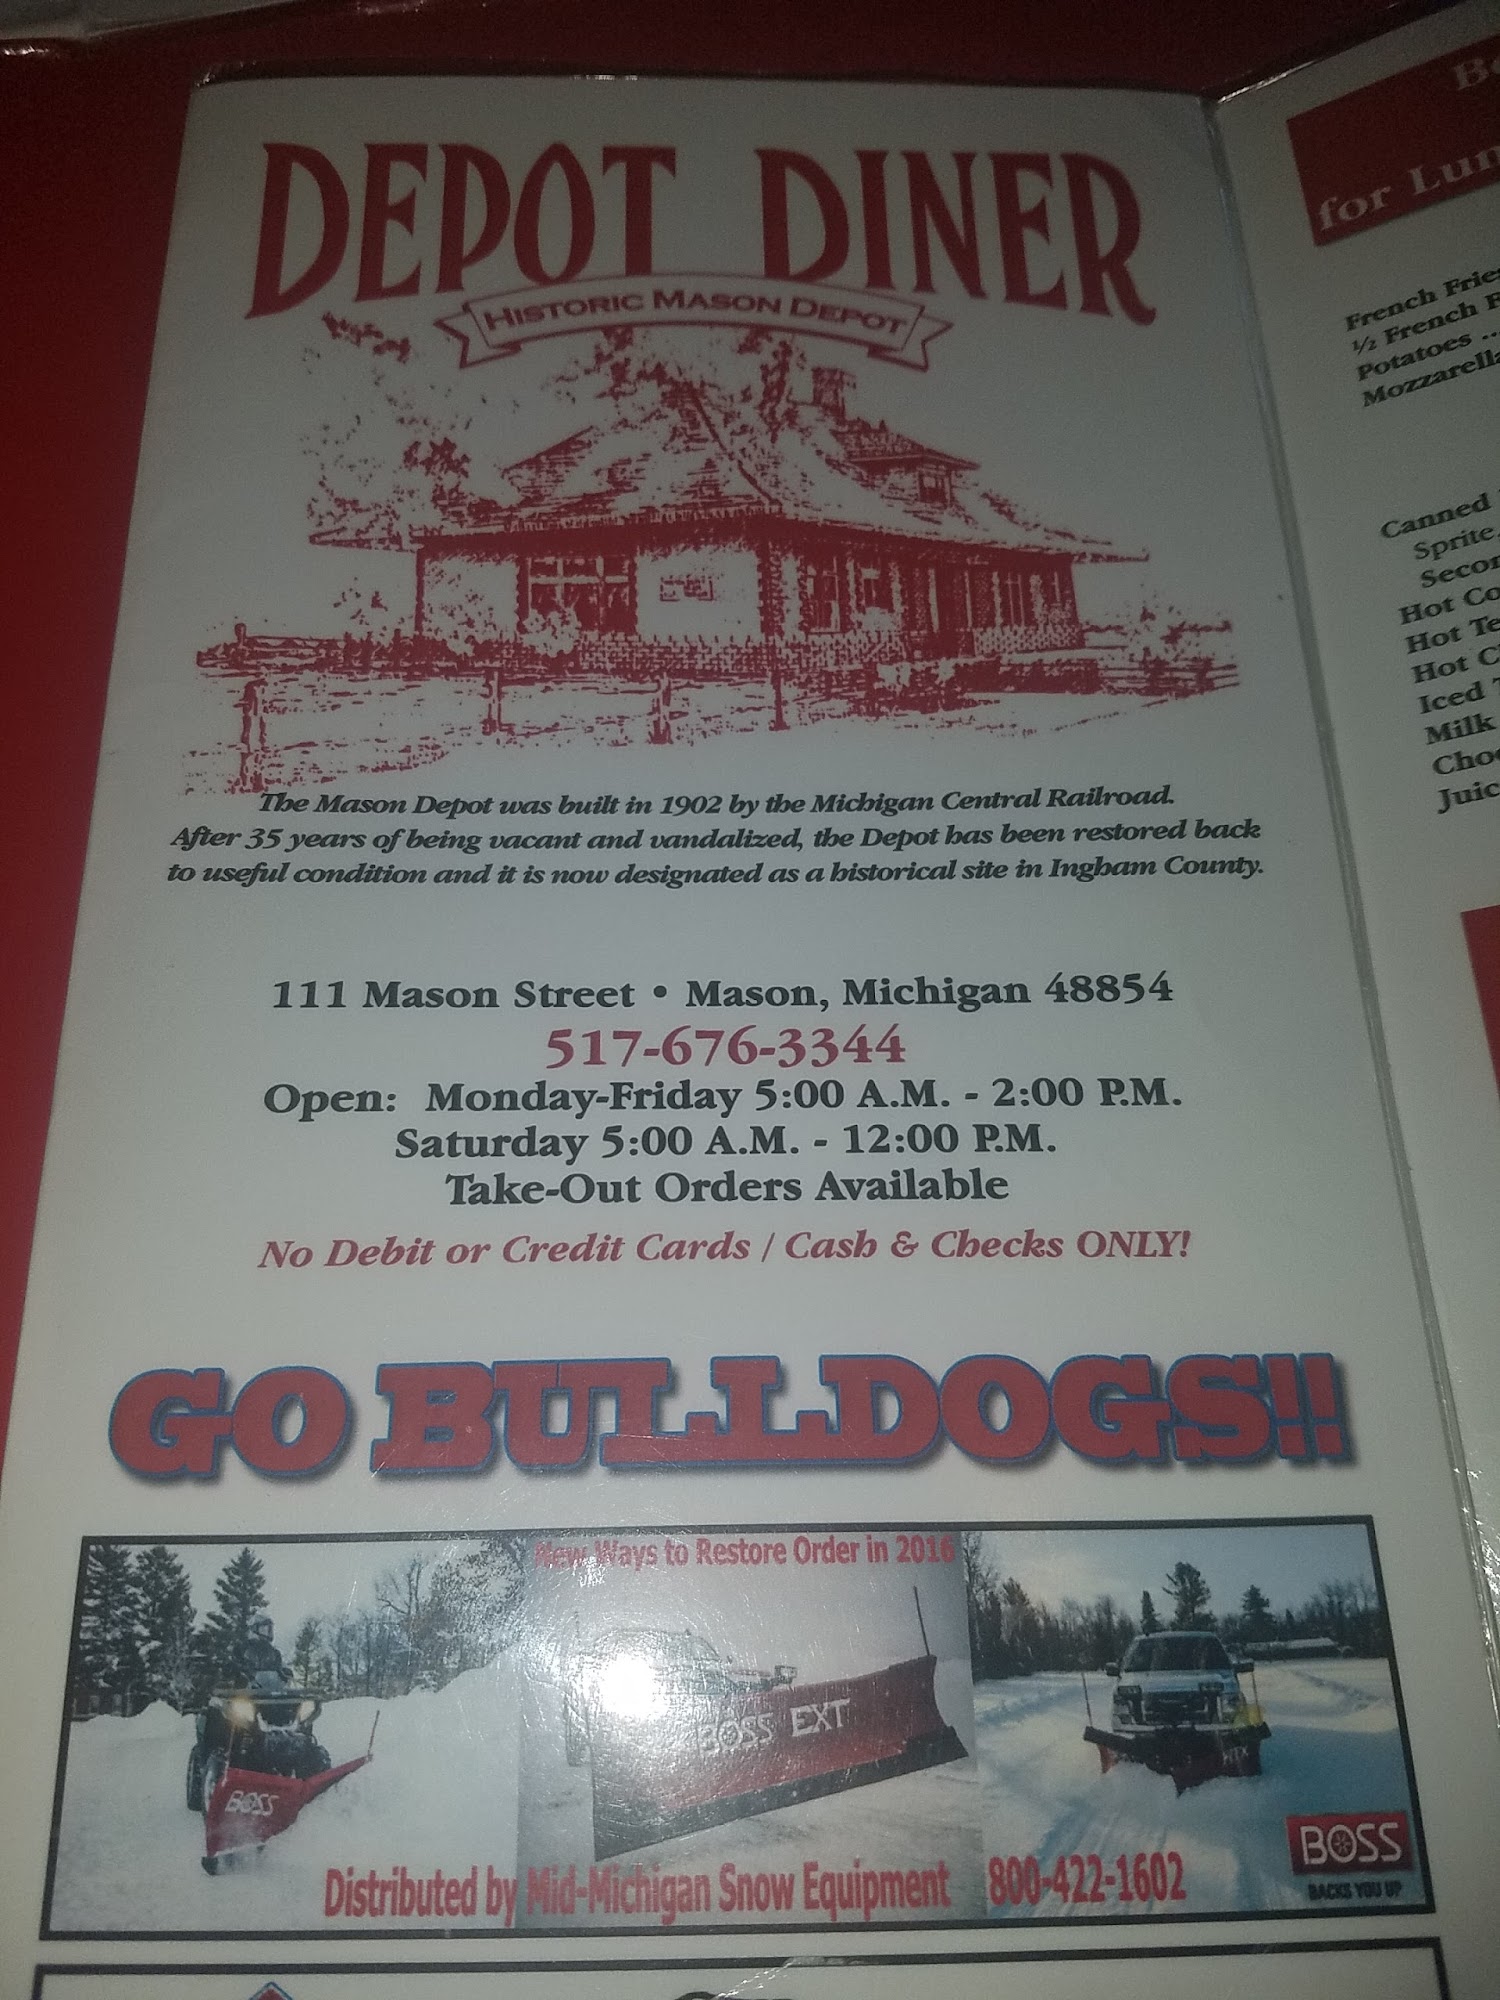 DEPOT DINER
HISTORIC MASON DEPOT
The Mason Depot was built in 1902 by the Michigan Central Railroad.
After 35 years of being vacant and vandalized, the Depot has been restored back
to useful condition and it is now designated as a historical site in Ingham County.
111 Mason Street • Mason, Michigan 48854
517-676-3344
Open: Monday-Friday 5:00 A.M. - 2:00 P.M.
Saturday 5:00 A.M. - 12:00 P.M.
Take-Out Orders Available
No Debit or Credit Cards / Cash & Checks ONLY!
GO BULLDOGS!!
New Ways to Restore Order in 2016
BOSS
BOSS EXT
BOSS
BACKS YOU UP
Distributed by Mid-Michigan Snow Equipment 800-422-1602
for
French
½ French
Potatoes ...
Canned
Sprite,
Hot
Hot
Hot
Iced
Milk